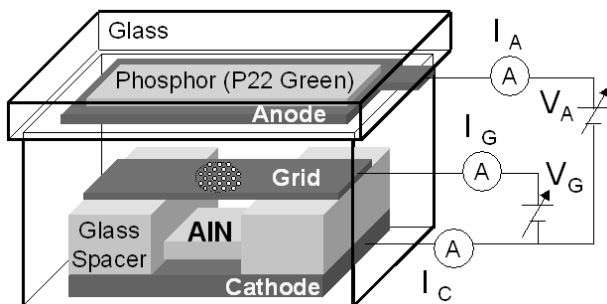 Glass
Phosphor (P22 Green)
Anode
Grid
Glass
Spacer
AlN
Cathode
I A
A
V A
I G
A
V G
A
I C